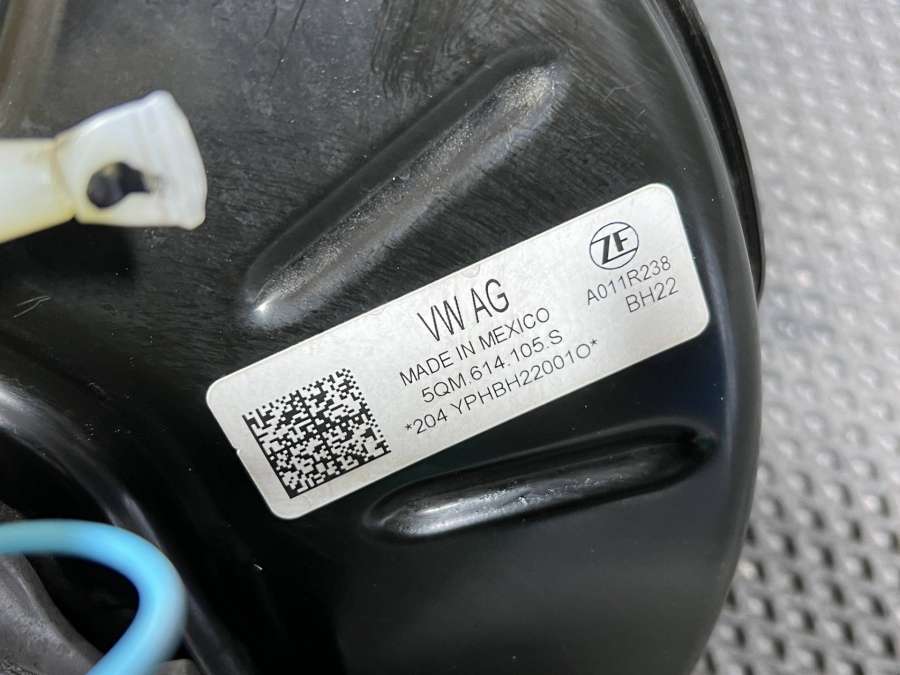 VW AG
MADE IN MEXICO
5QM.614.105.S
*204 YPHBH22001O*
ZF
A011R238
BH22